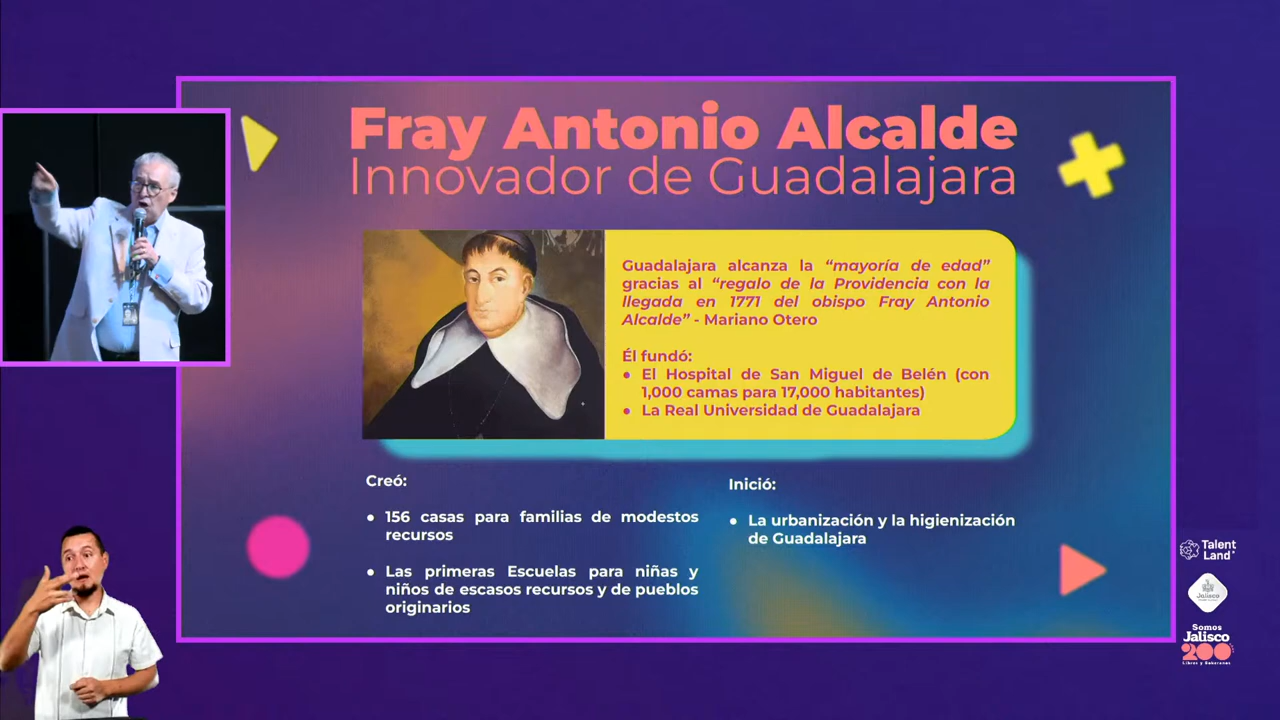 Fray Antonio Alcalde
Innovador de Guadalajara
Guadalajara alcanza la “mayoría de edad”
gracias al “regalo de la Providencia con la
llegada en 1771 del obispo Fray Antonio
Alcalde” - Mariano Otero
Él fundó:
● El Hospital de San Miguel de Belén (con
1,000 camas para 17,000 habitantes)
● La Real Universidad de Guadalajara
Creó:
● 156 casas para familias de modestos
recursos
● Las primeras Escuelas para niñas y
niños de escasos recursos y de pueblos
originarios
Inició:
● La urbanización y la higienización
de Guadalajara
Talent
Land
Jalisco
Somos
Jalisco
200
Libres y Soberanos